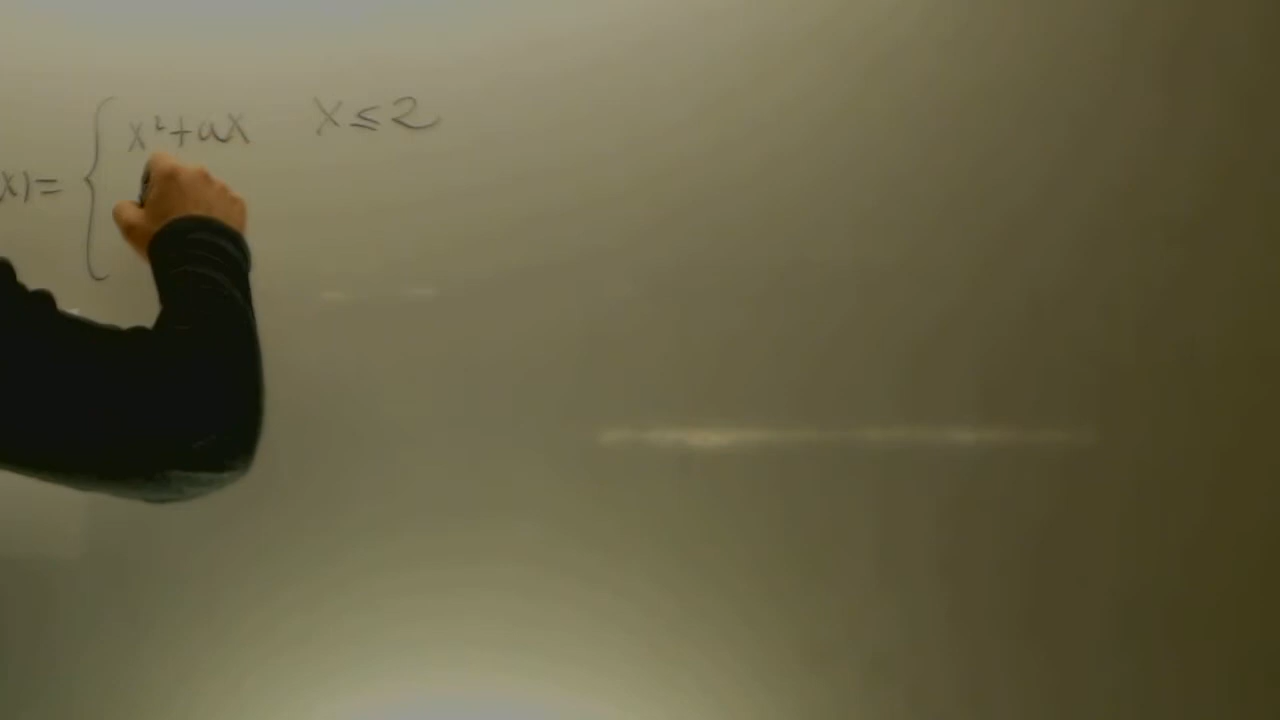 x² + ax x ≤ 2
x) = {